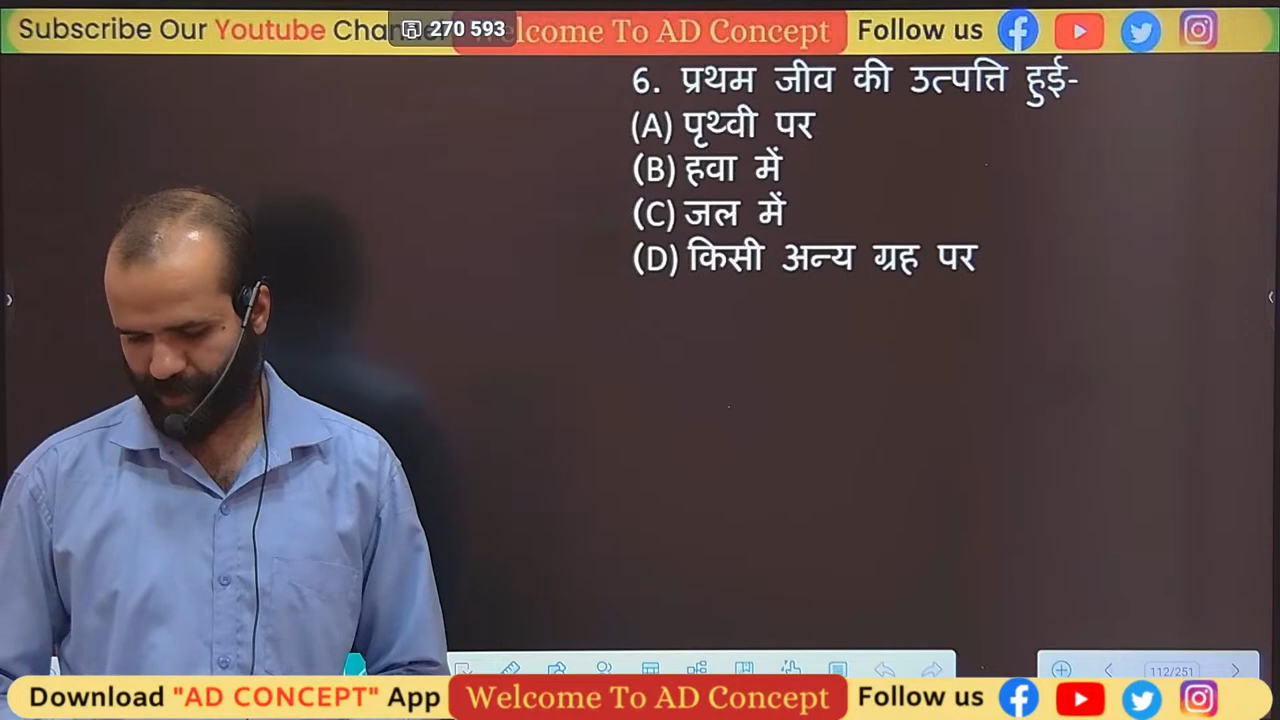 Subscribe Our Youtube
270 593
lcome To AD Concept
Follow us
6. प्रथम जीव की उत्पत्ति हुई-
(A) पृथ्वी पर
(B) हवा में
(C) जल में
(D) किसी अन्य ग्रह पर
112/251
Download "AD CONCEPT" App
Welcome To AD Concept
Follow us